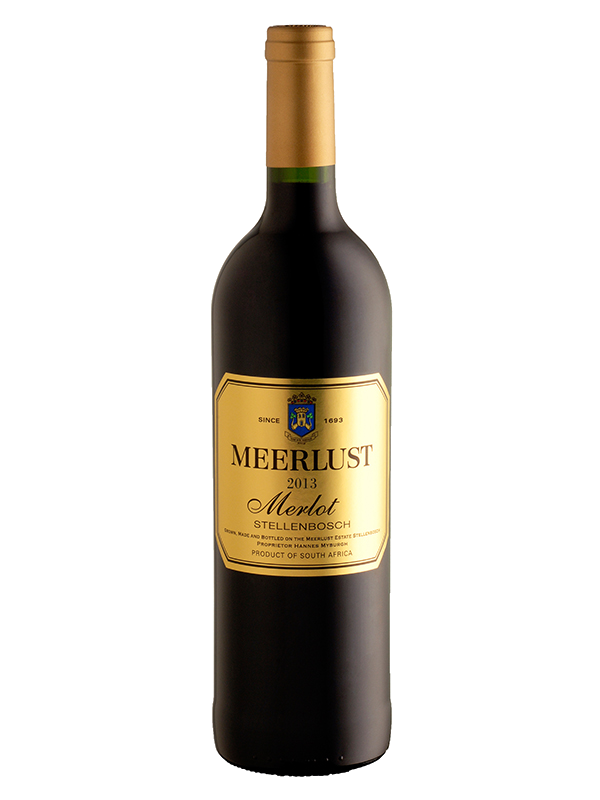 SINCE 1693
MEERLUST
2013
Merlot
STELLENBOSCH
GROWN, MADE AND BOTTLED ON THE MEERLUST ESTATE STELLENBOSCH
PROPRIETOR HANNES MYBURGH
PRODUCT OF SOUTH AFRICA